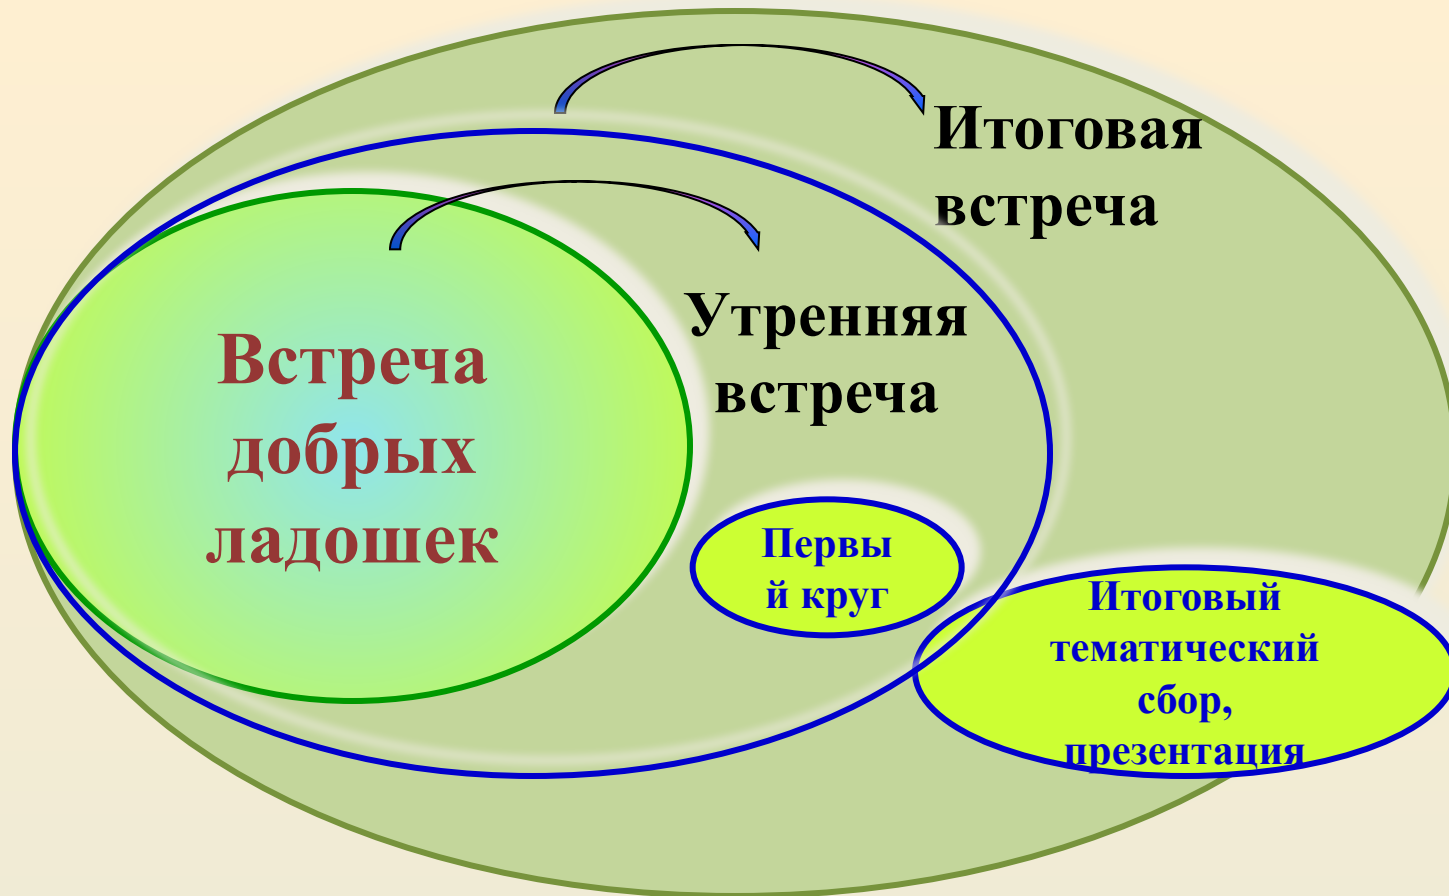 Итоговая
встреча
Утренняя
встреча
Встреча
добрых
ладошек
Первы
й круг
Итоговый
тематический
сбор,
презентация